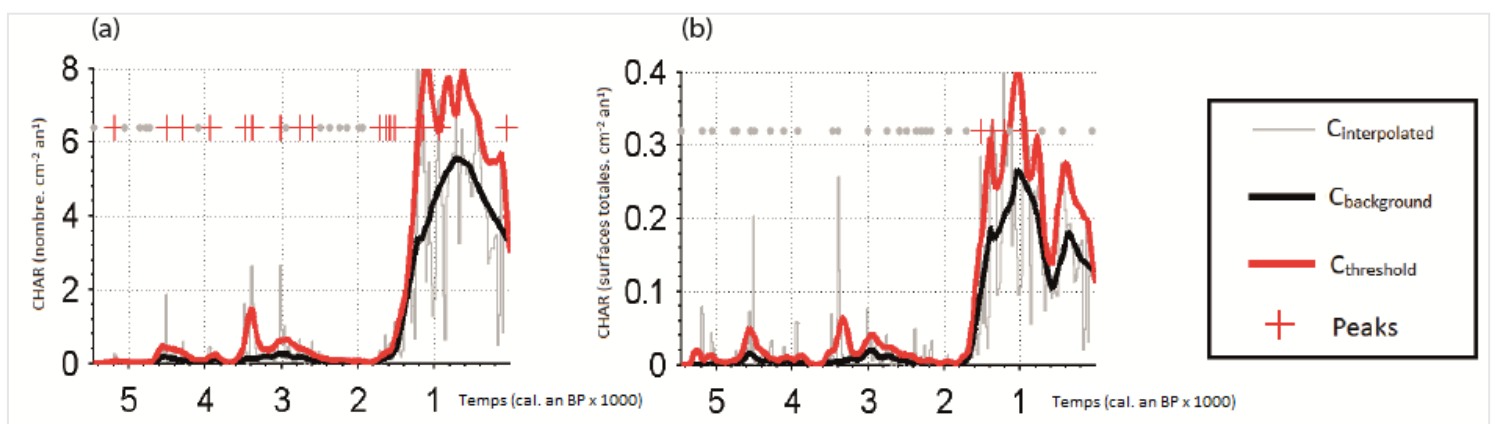 (a)
8
6
4
2
0
CHAR (nombre. cm⁻² an¹)
5 4 3 2 1 Temps (cal. an BP x 1000)
(b)
0.4
0.3
0.2
0.1
0
CHAR (surfaces totales. cm⁻² an¹)
5 4 3 2 1 Temps (cal. an BP x 1000)
Cinterpolated
Cbackground
Cthreshold
Peaks